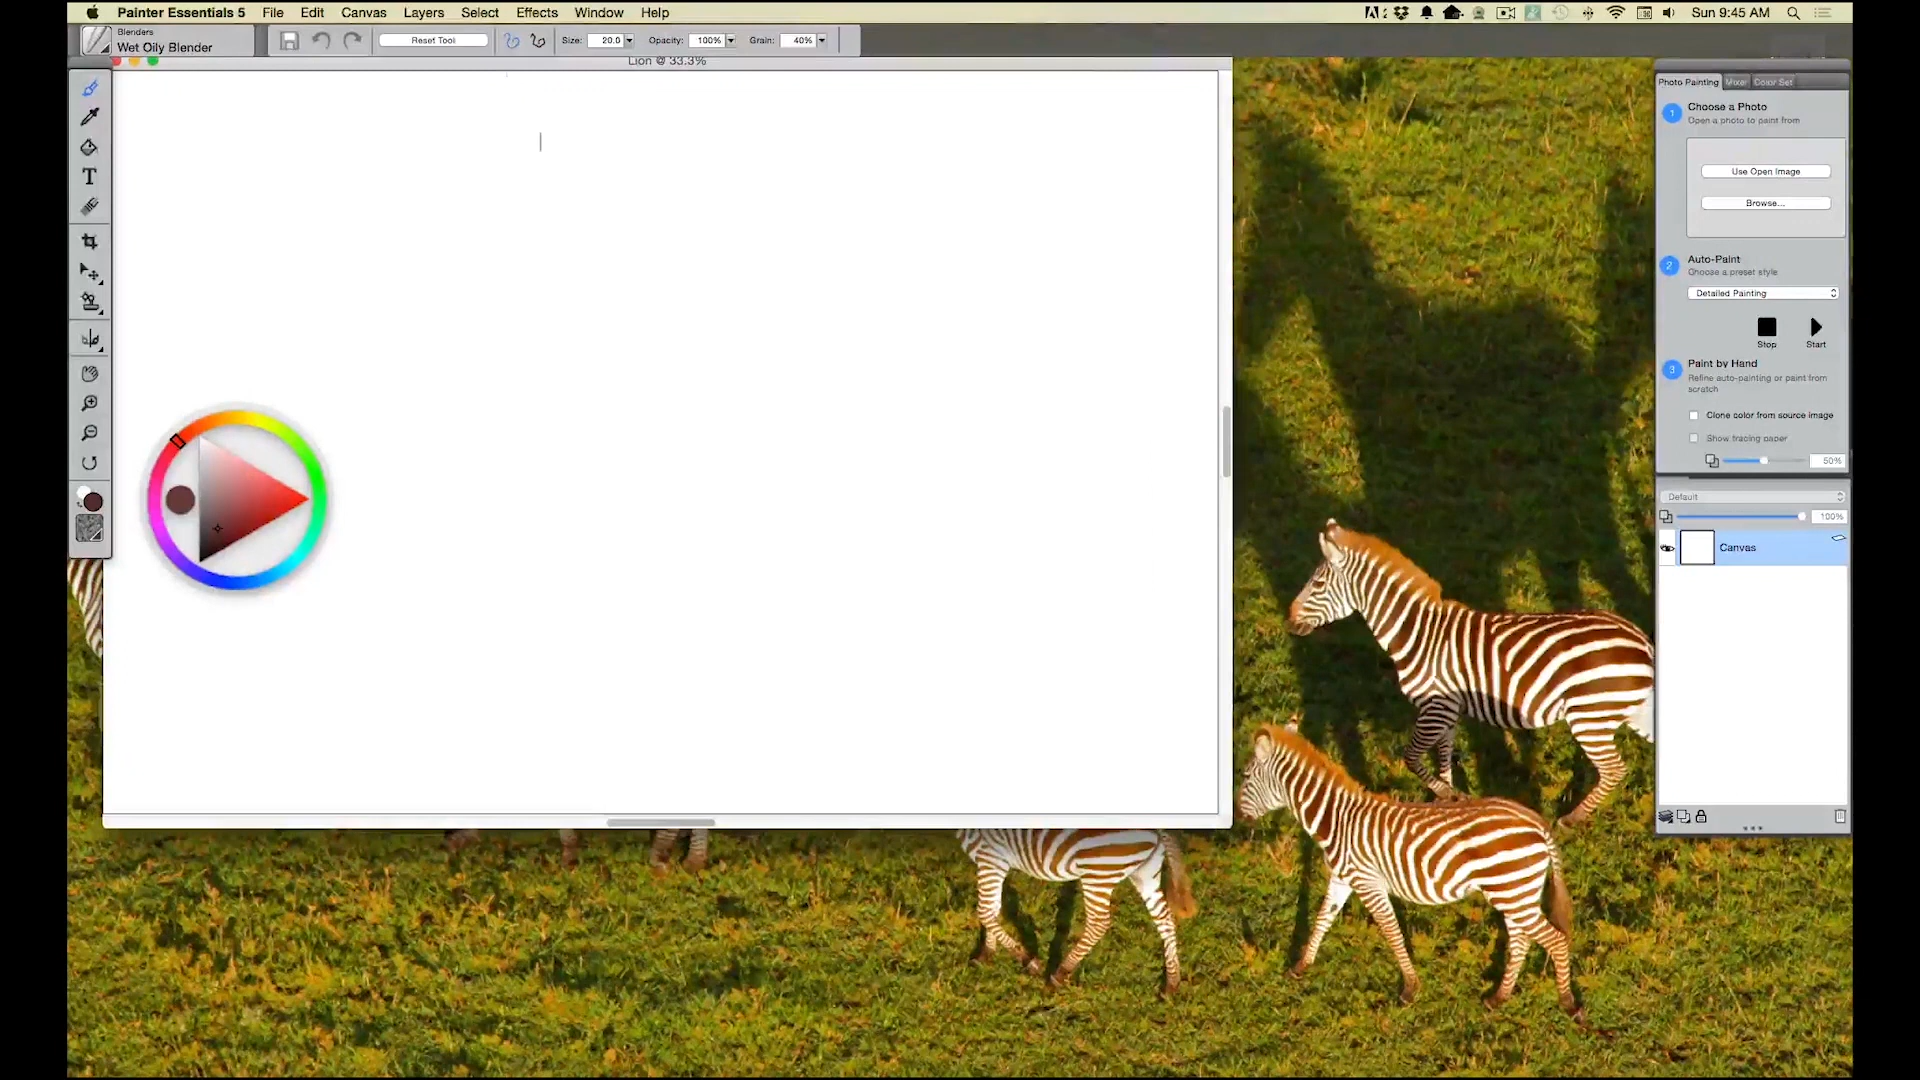 Painter Essentials 5 File Edit Canvas Layers Select Effects Window Help Sun 9:45 AM
Blenders
Wet Oily Blender
Reset Tool Size: 20.0 Opacity: 100% Grain: 40%
Lion @ 33.3%
T
Photo Painting Mixer Color Set
1 Choose a Photo
Open a photo to paint from
Use Open Image
Browse...
2 Auto-Paint
Choose a preset style
Detailed Painting
Stop Start
3 Paint by Hand
Refine auto-painting or paint from
scratch
Clone color from source image
Show tracing paper
50%
Default
100%
Canvas